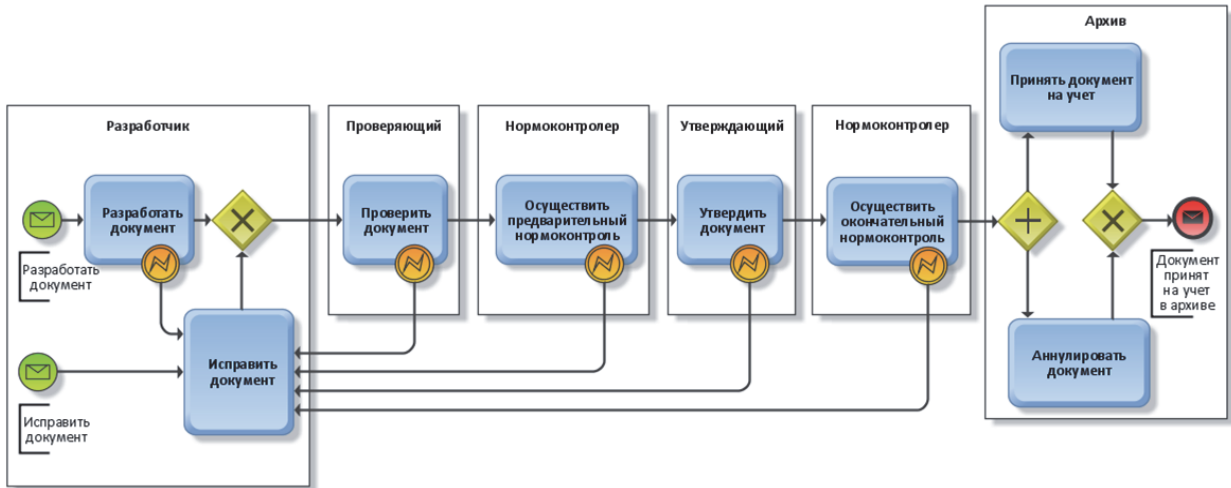 Архив
Принять документ
на учет
Разработчик
Проверяющий
Нормоконтролер
Утверждающий
Нормоконтролер
Разработать
документ
Проверить
документ
Осуществить
предварительный
нормоконтроль
Утвердить
документ
Осуществить
окончательный
нормоконтроль
Разработать
документ
Документ
принят
на учет
в архиве
Исправить
документ
Аннулировать
документ
Исправить
документ